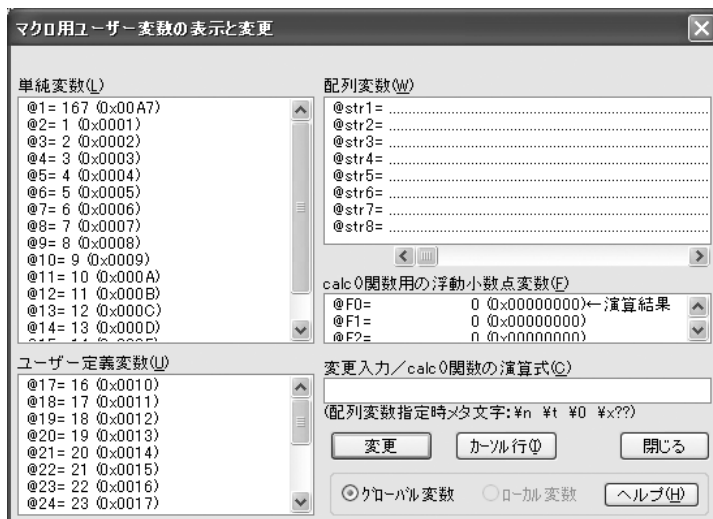 マクロ用ユーザー変数の表示と変更
単純変数(L)
@1= 167 (0x00A7)
@2= 1 (0x0001)
@3= 2 (0x0002)
@4= 3 (0x0003)
@5= 4 (0x0004)
@6= 5 (0x0005)
@7= 6 (0x0006)
@8= 7 (0x0007)
@9= 8 (0x0008)
@10= 9 (0x0009)
@11= 10 (0x000A)
@12= 11 (0x000B)
@13= 12 (0x000C)
@14= 13 (0x000D)
ユーザー定義変数(U)
@17= 16 (0x0010)
@18= 17 (0x0011)
@19= 18 (0x0012)
@20= 19 (0x0013)
@21= 20 (0x0014)
@22= 21 (0x0015)
@23= 22 (0x0016)
@24= 23 (0x0017)
配列変数(W)
@str1=
@str2=
@str3=
@str4=
@str5=
@str6=
@str7=
@str8=
calc()関数用の浮動小数点変数(F)
@F0= 0 (0x00000000)←演算結果
@F1= 0 (0x00000000)
@F2= 0 (0x00000000)
変更入力/calc()関数の演算式(C)
(配列変数指定時メタ文字:¥n ¥t ¥0 ¥x??)
変更 カーソル行(I) 閉じる
グローバル変数 ローカル変数 ヘルプ(H)